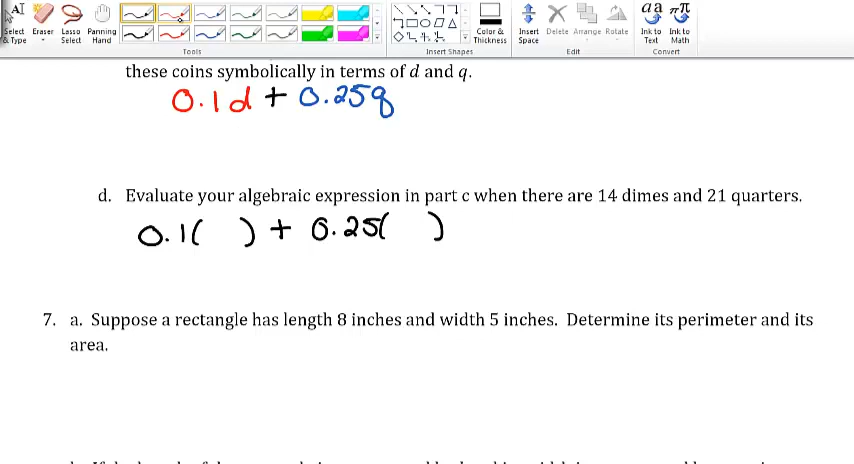 Select & Type
Eraser
Lasso Select
Panning Hand
Color & Thickness
Insert Space
Delete
Arrange
Rotate
Ink to Text
Ink to Math
Tools
Insert Shapes
Edit
Convert
these coins symbolically in terms of d and q.
0.1d + 0.25q
d. Evaluate your algebraic expression in part c when there are 14 dimes and 21 quarters.
0.1( ) + 0.25( )
7. a. Suppose a rectangle has length 8 inches and width 5 inches. Determine its perimeter and its
area.